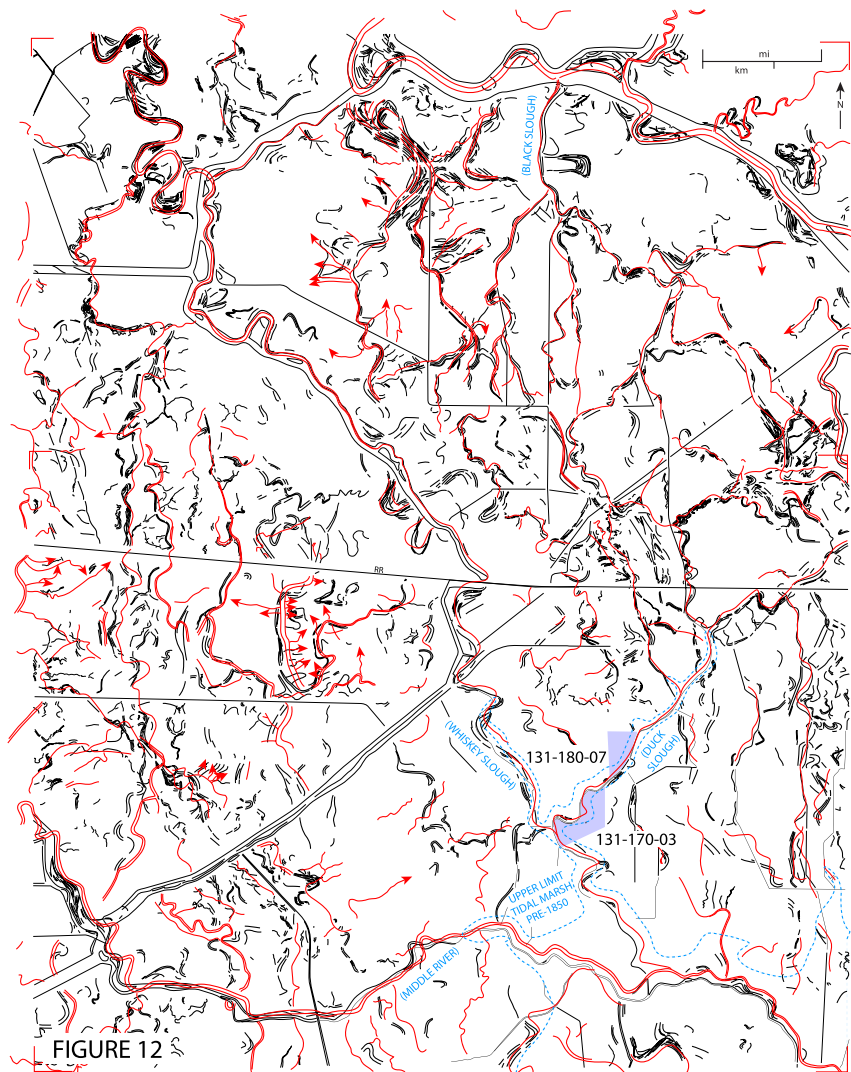 mi
km
N
(BLACK SLOUGH)
RR
(WHISKEY SLOUGH)
131-180-07
(DUCK
SLOUGH)
131-170-03
UPPER LIMIT
TIDAL MARSH
PRE-1850
(MIDDLE RIVER)
FIGURE 12